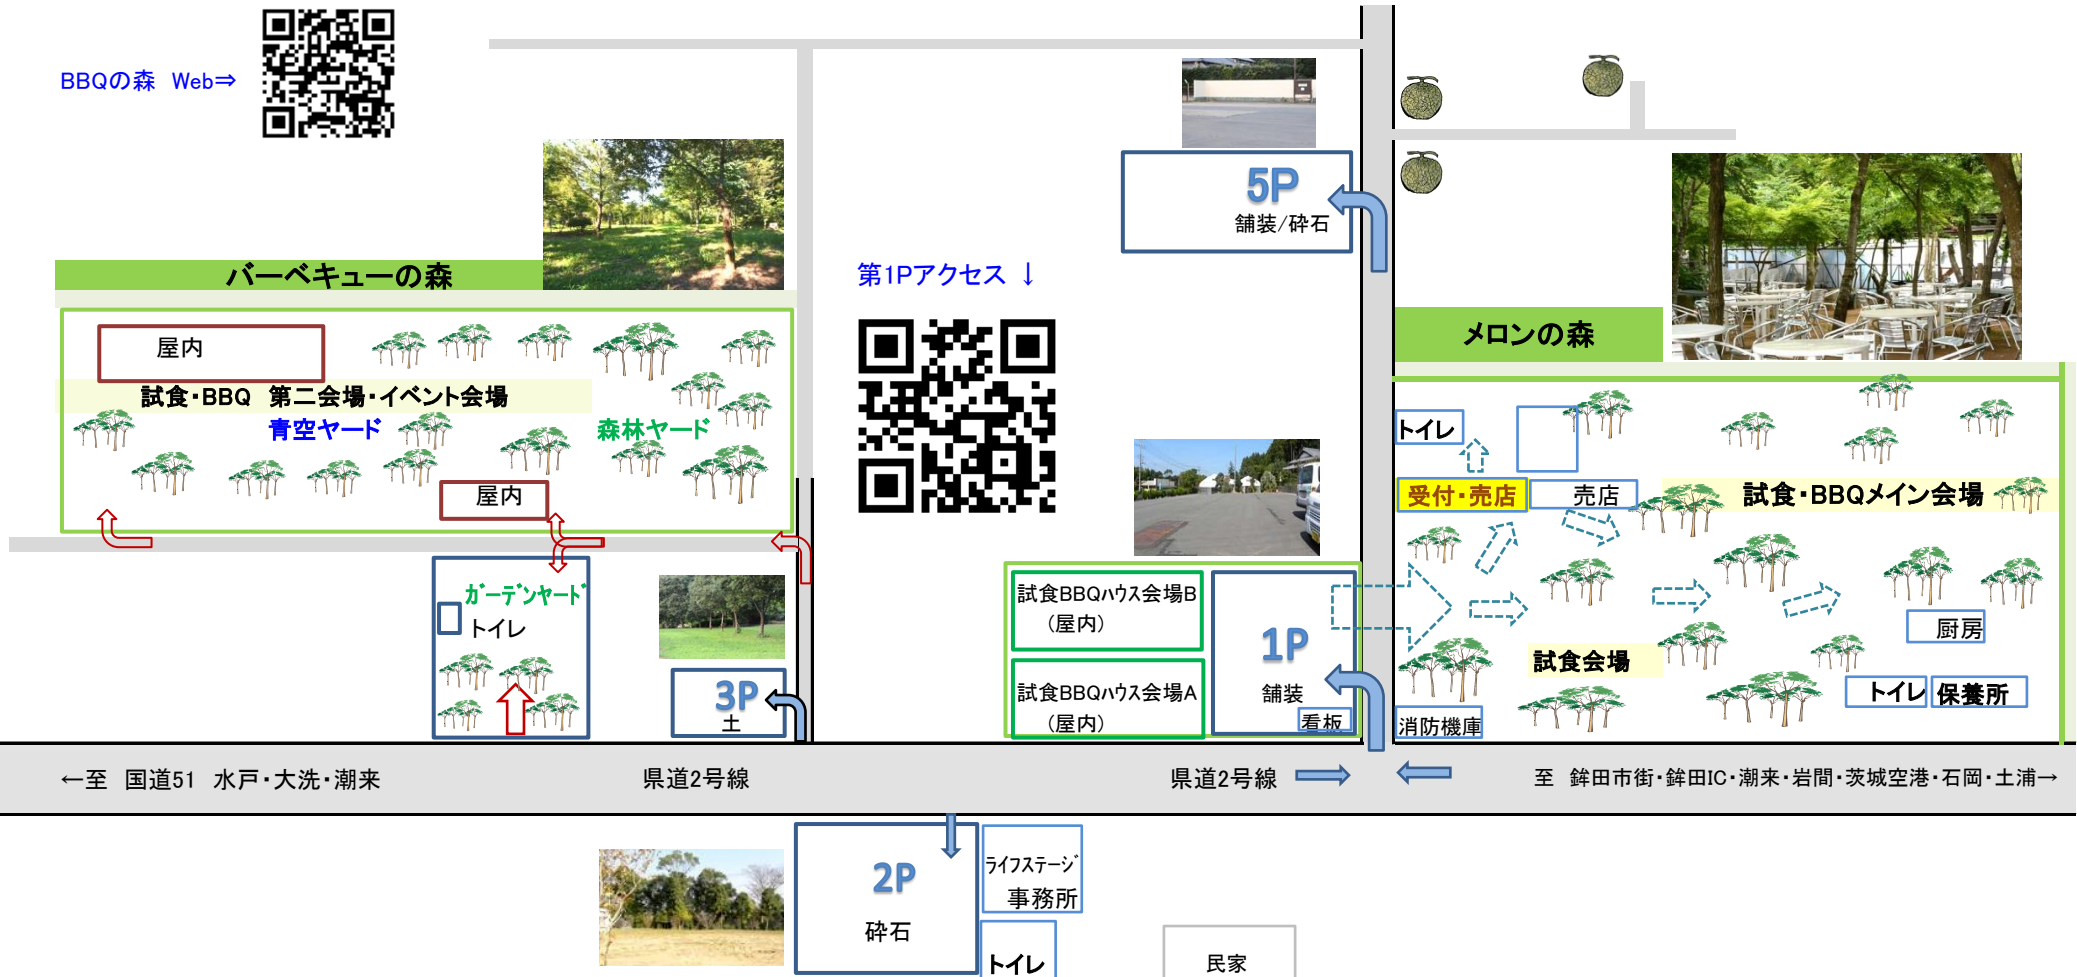 BBQの森 Web⇒
5P
舗装/砕石
バーベキューの森
第1Pアクセス ↓
メロンの森
屋内
試食・BBQ 第二会場・イベント会場
青空ヤード
森林ヤード
屋内
トイレ
受付・売店
売店
試食・BBQメイン会場
ガーデンヤード
トイレ
3P
土
試食BBQハウス会場B
(屋内)
試食BBQハウス会場A
(屋内)
1P
舗装
看板
試食会場
厨房
トイレ
保養所
消防機庫
←至 国道51 水戸・大洗・潮来
県道2号線
県道2号線
至 鉾田市街・鉾田IC・潮来・岩間・茨城空港・石岡・土浦→
2P
砕石
ライフステージ
事務所
トイレ
民家